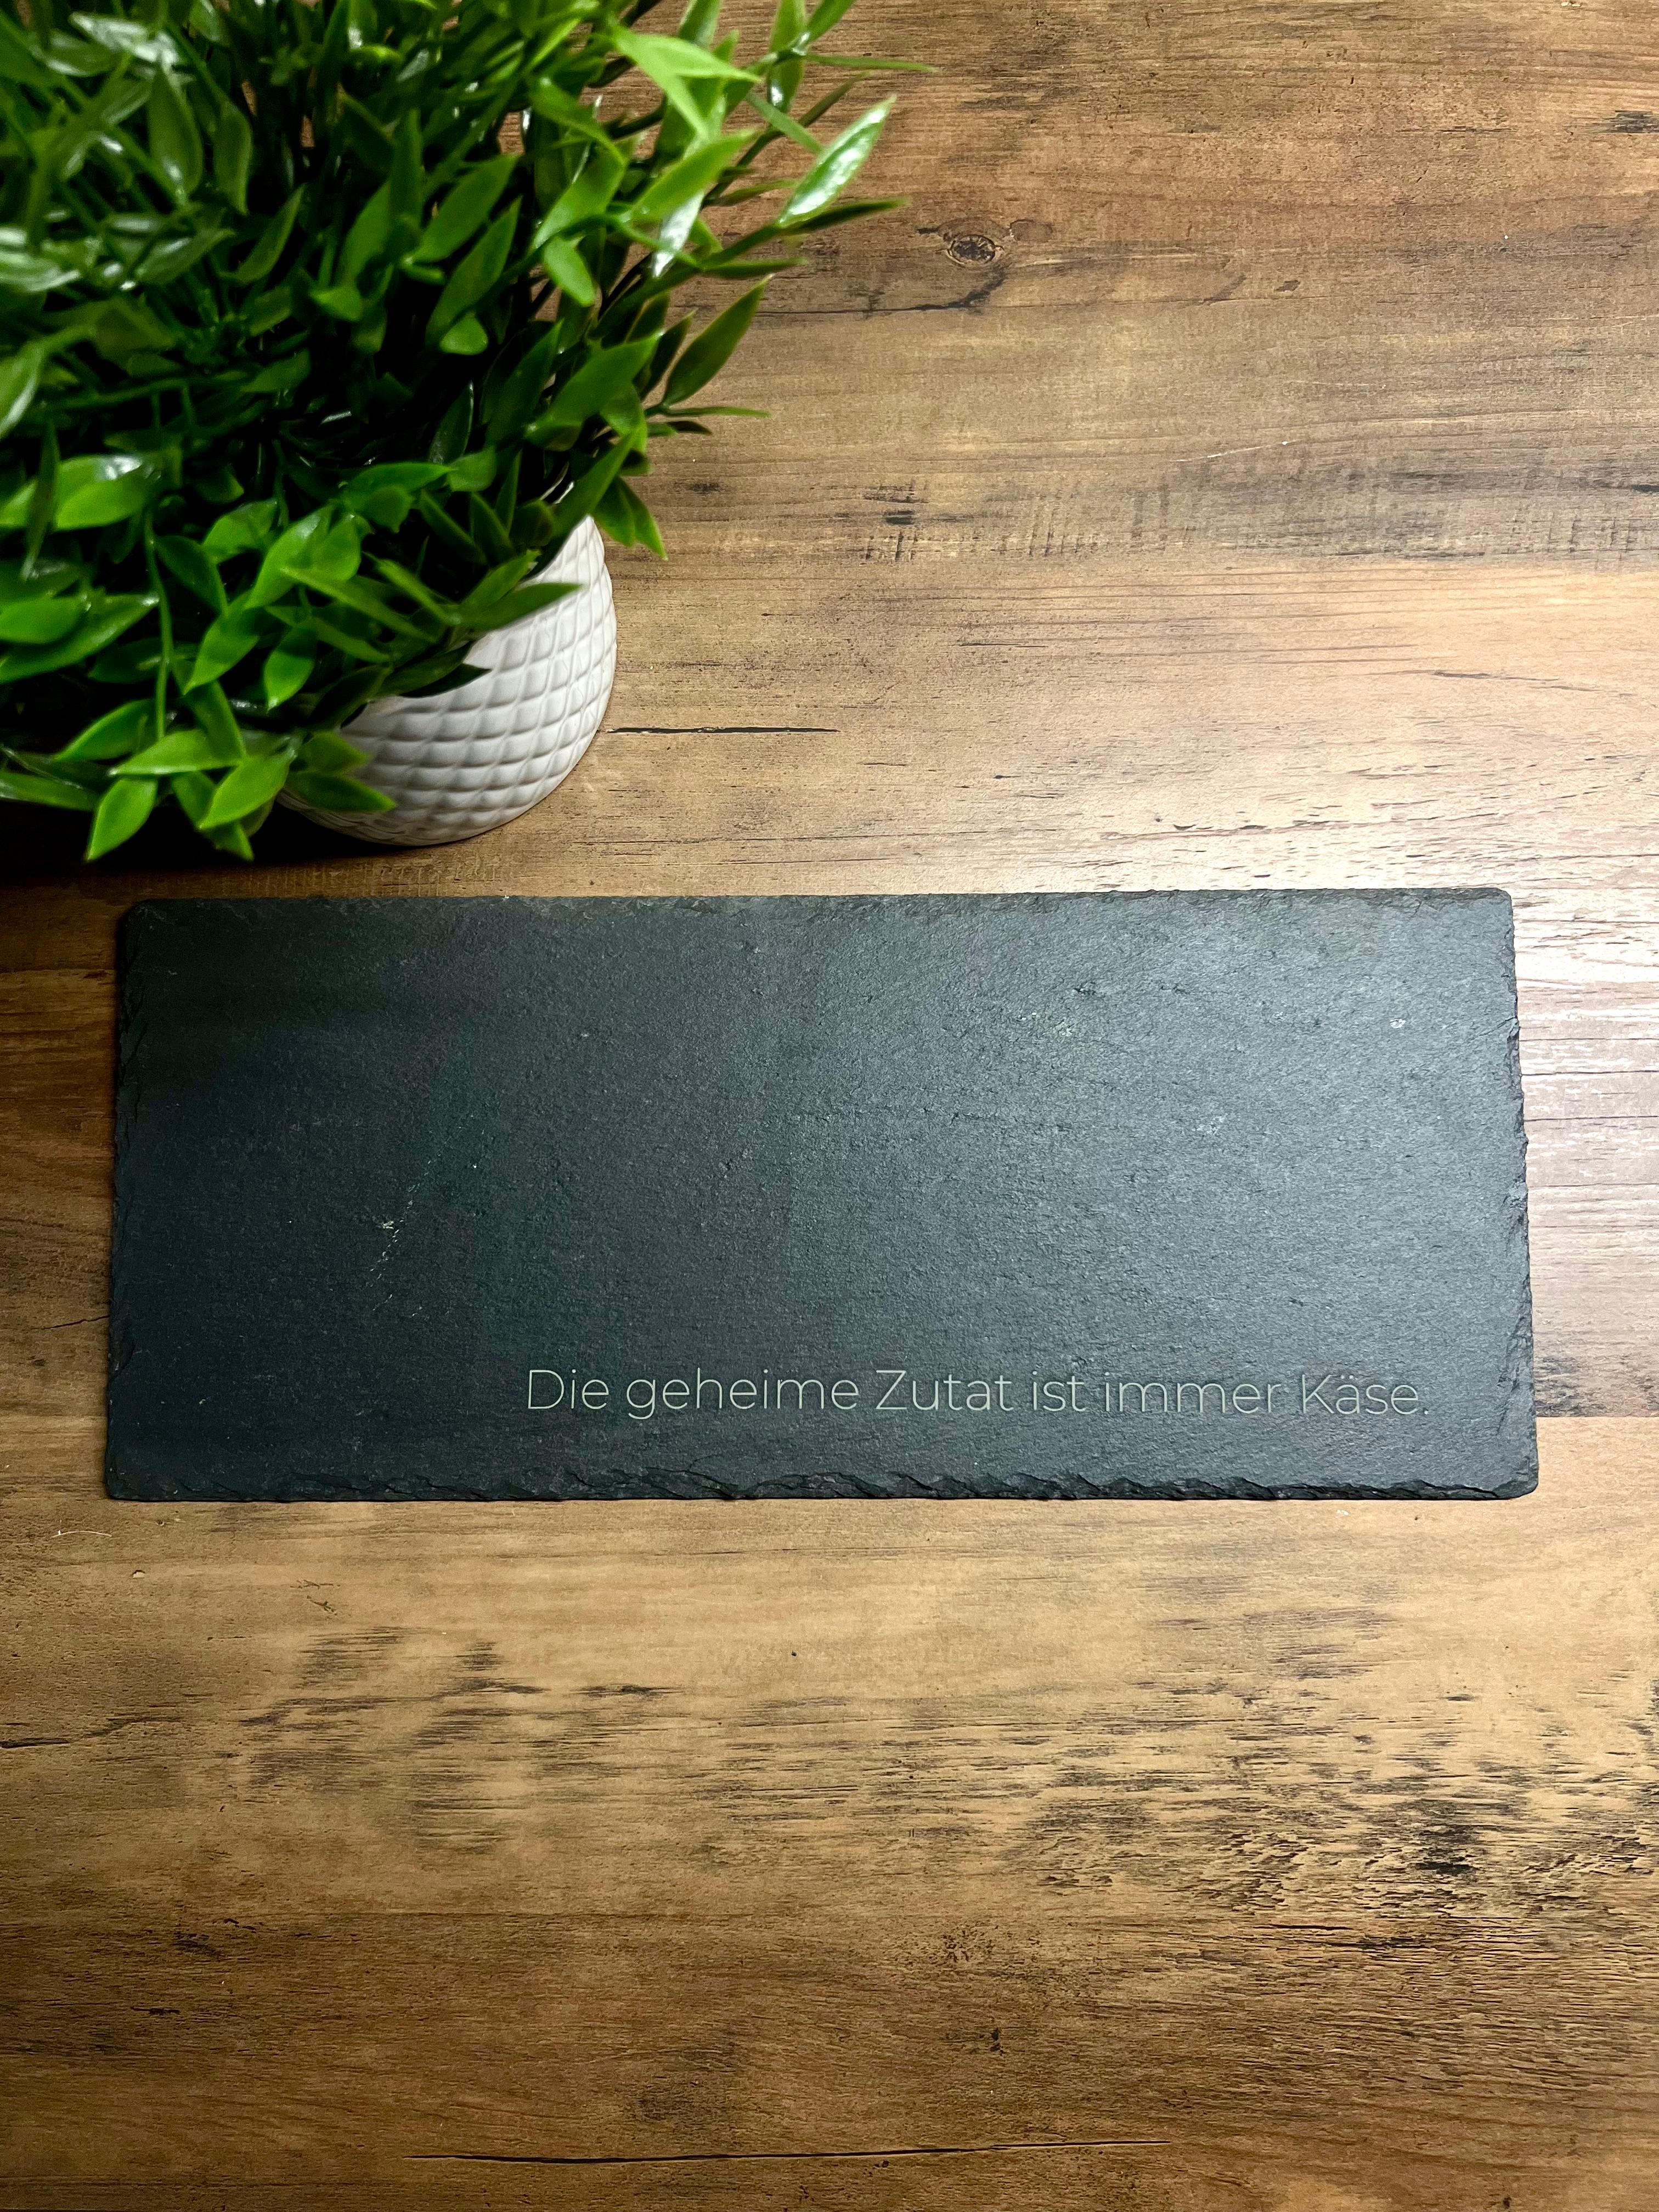 Die geheime Zutat ist immer Käse.